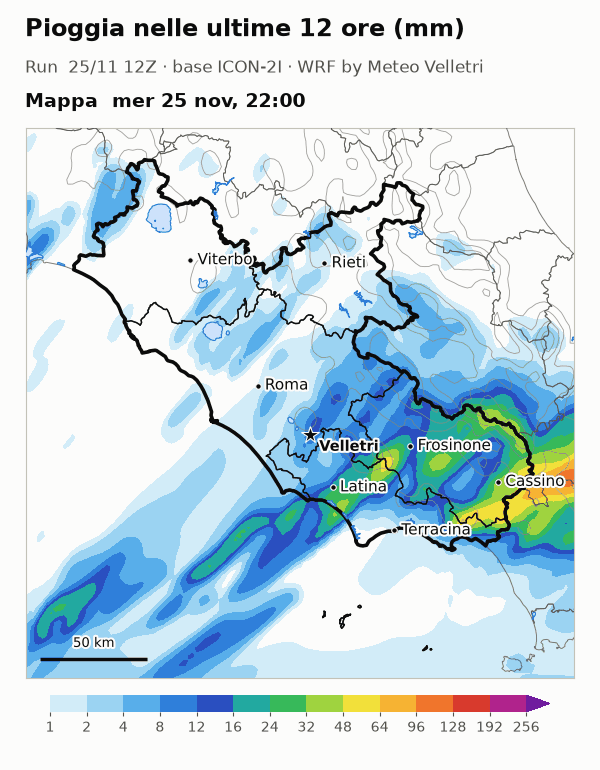 Pioggia nelle ultime 12 ore (mm)
Run  25/11 12Z · base ICON-2I · WRF by Meteo Velletri
Mappa  mer 25 nov, 22:00
Viterbo
Rieti
Roma
Velletri
Frosinone
Latina
Cassino
Terracina
50 km
1 2 4 8 12 16 24 32 48 64 96 128 192 256